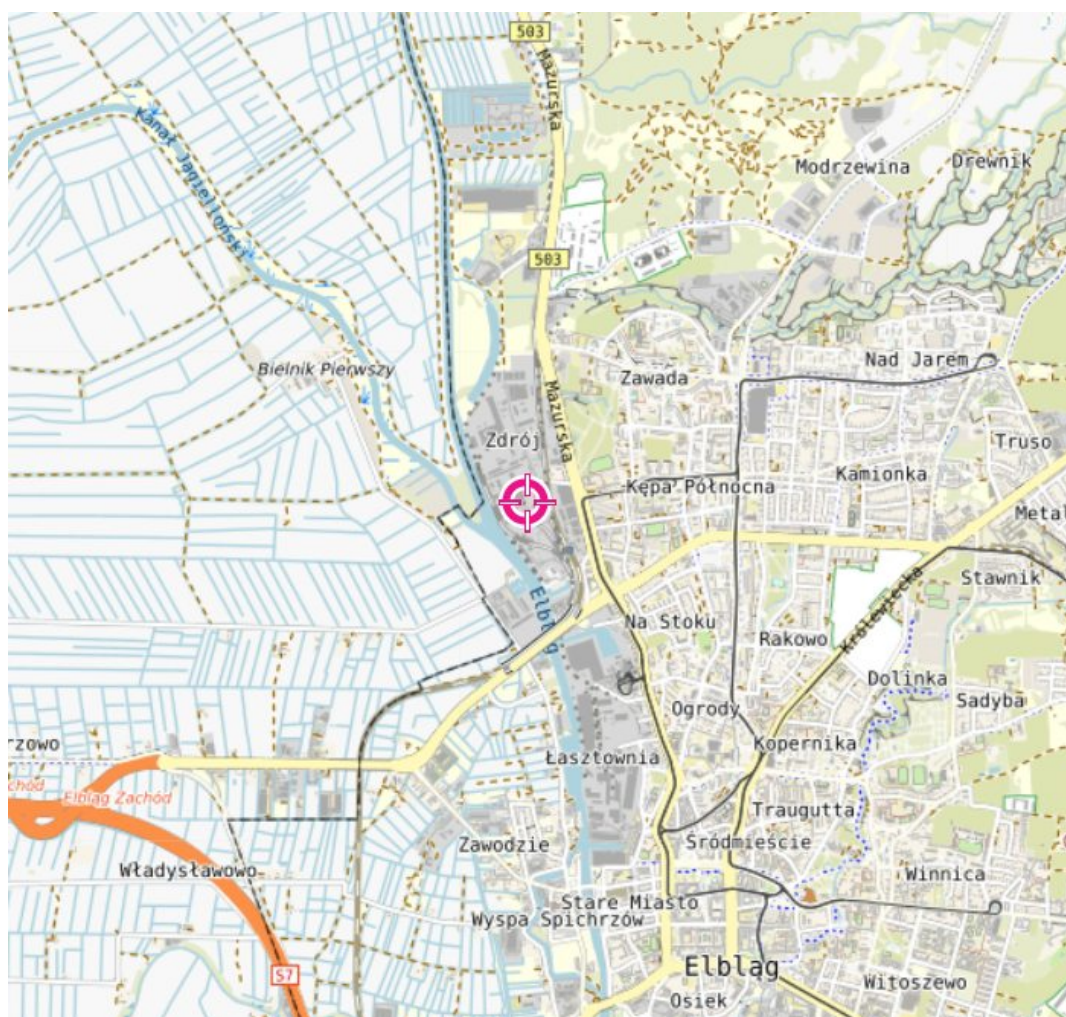 503
Mazurska
Kanał Jagielloński
Modrzewina
Drewnik
503
Bielnik Pierwszy
Nad Jarem
Zawada
Mazurska
Zdrój
Truso
Kępa Północna
Kamionka
Metal
Stawnik
Elbląg
Na Stoku
Rakowo
Królewiecka
Dolinka
Sadyba
Ogrody
rzowo
Kopernika
Łasztownia
chód
Elbląg Zachód
Traugutta
Zawodzie
Śródmieście
Władysławowo
Winnica
Stare Miasto
Wyspa Spichrzów
S7
Elbląg
Witoszewo
Osiek